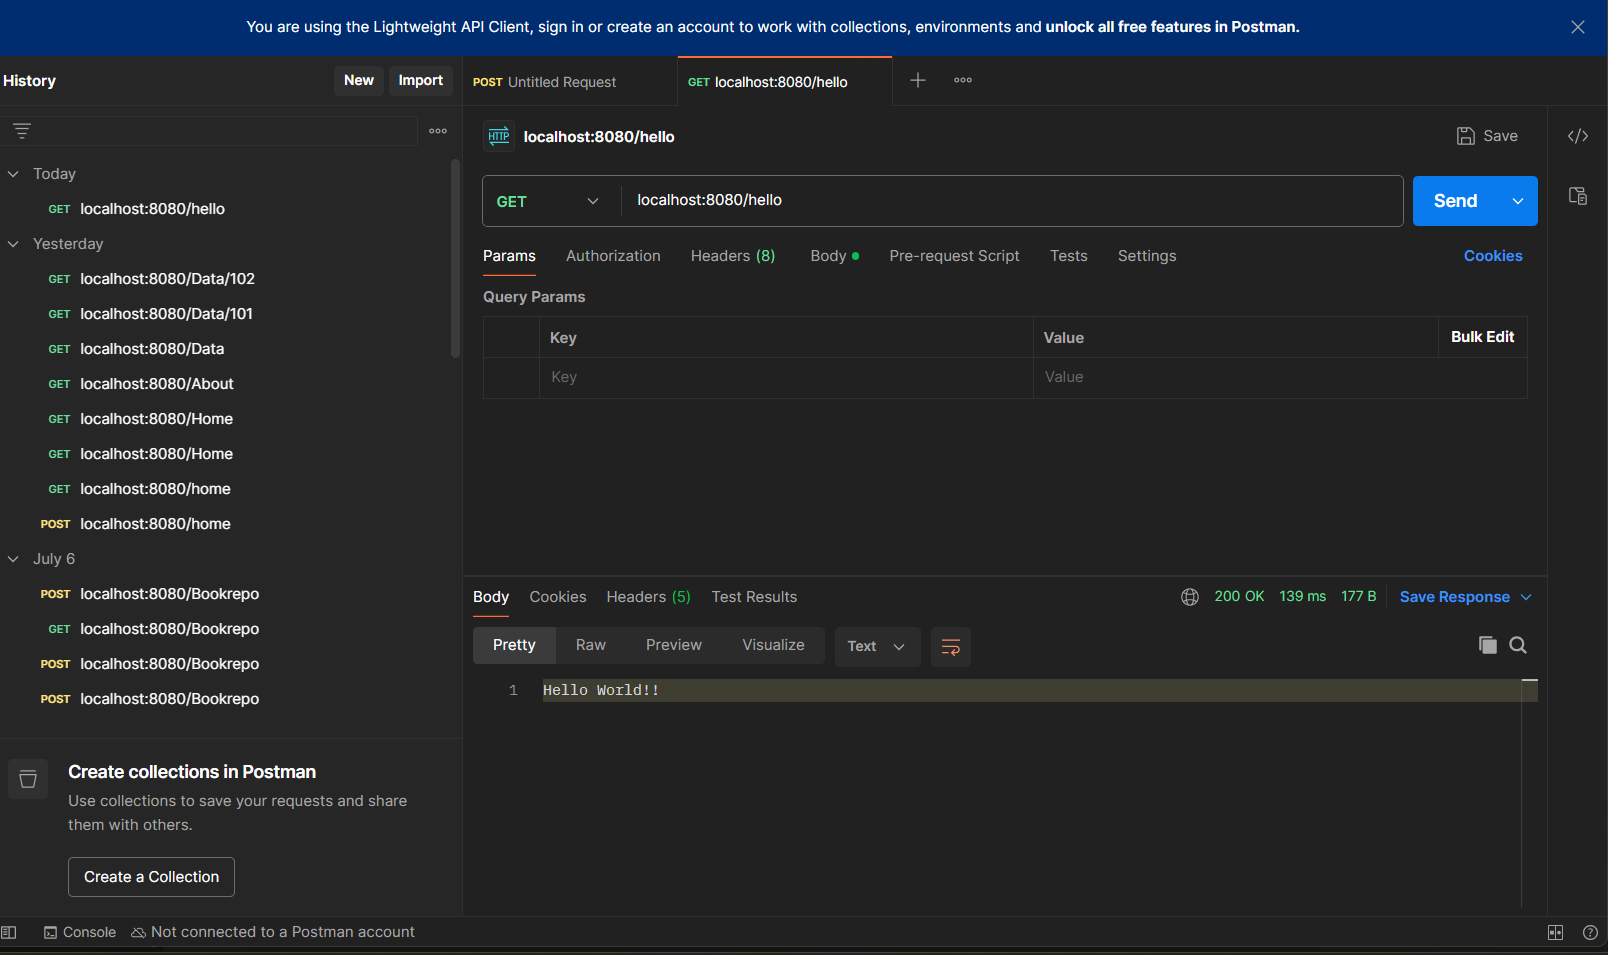 You are using the Lightweight API Client, sign in or create an account to work with collections, environments and unlock all free features in Postman.
History
New
Import
POST Untitled Request
GET localhost:8080/hello
HTTP localhost:8080/hello
Save
Today
GET localhost:8080/hello
Yesterday
GET localhost:8080/Data/102
GET localhost:8080/Data/101
GET localhost:8080/Data
GET localhost:8080/About
GET localhost:8080/Home
GET localhost:8080/Home
GET localhost:8080/home
POST localhost:8080/home
July 6
POST localhost:8080/Bookrepo
GET localhost:8080/Bookrepo
POST localhost:8080/Bookrepo
POST localhost:8080/Bookrepo
Create collections in Postman
Use collections to save your requests and share
them with others.
Create a Collection
GET localhost:8080/hello
Send
Params Authorization Headers (8) Body Pre-request Script Tests Settings Cookies
Query Params
Key Value Bulk Edit
Key Value
Body Cookies Headers (5) Test Results 200 OK 139 ms 177 B Save Response
Pretty Raw Preview Visualize Text
1 Hello World!!
Console Not connected to a Postman account